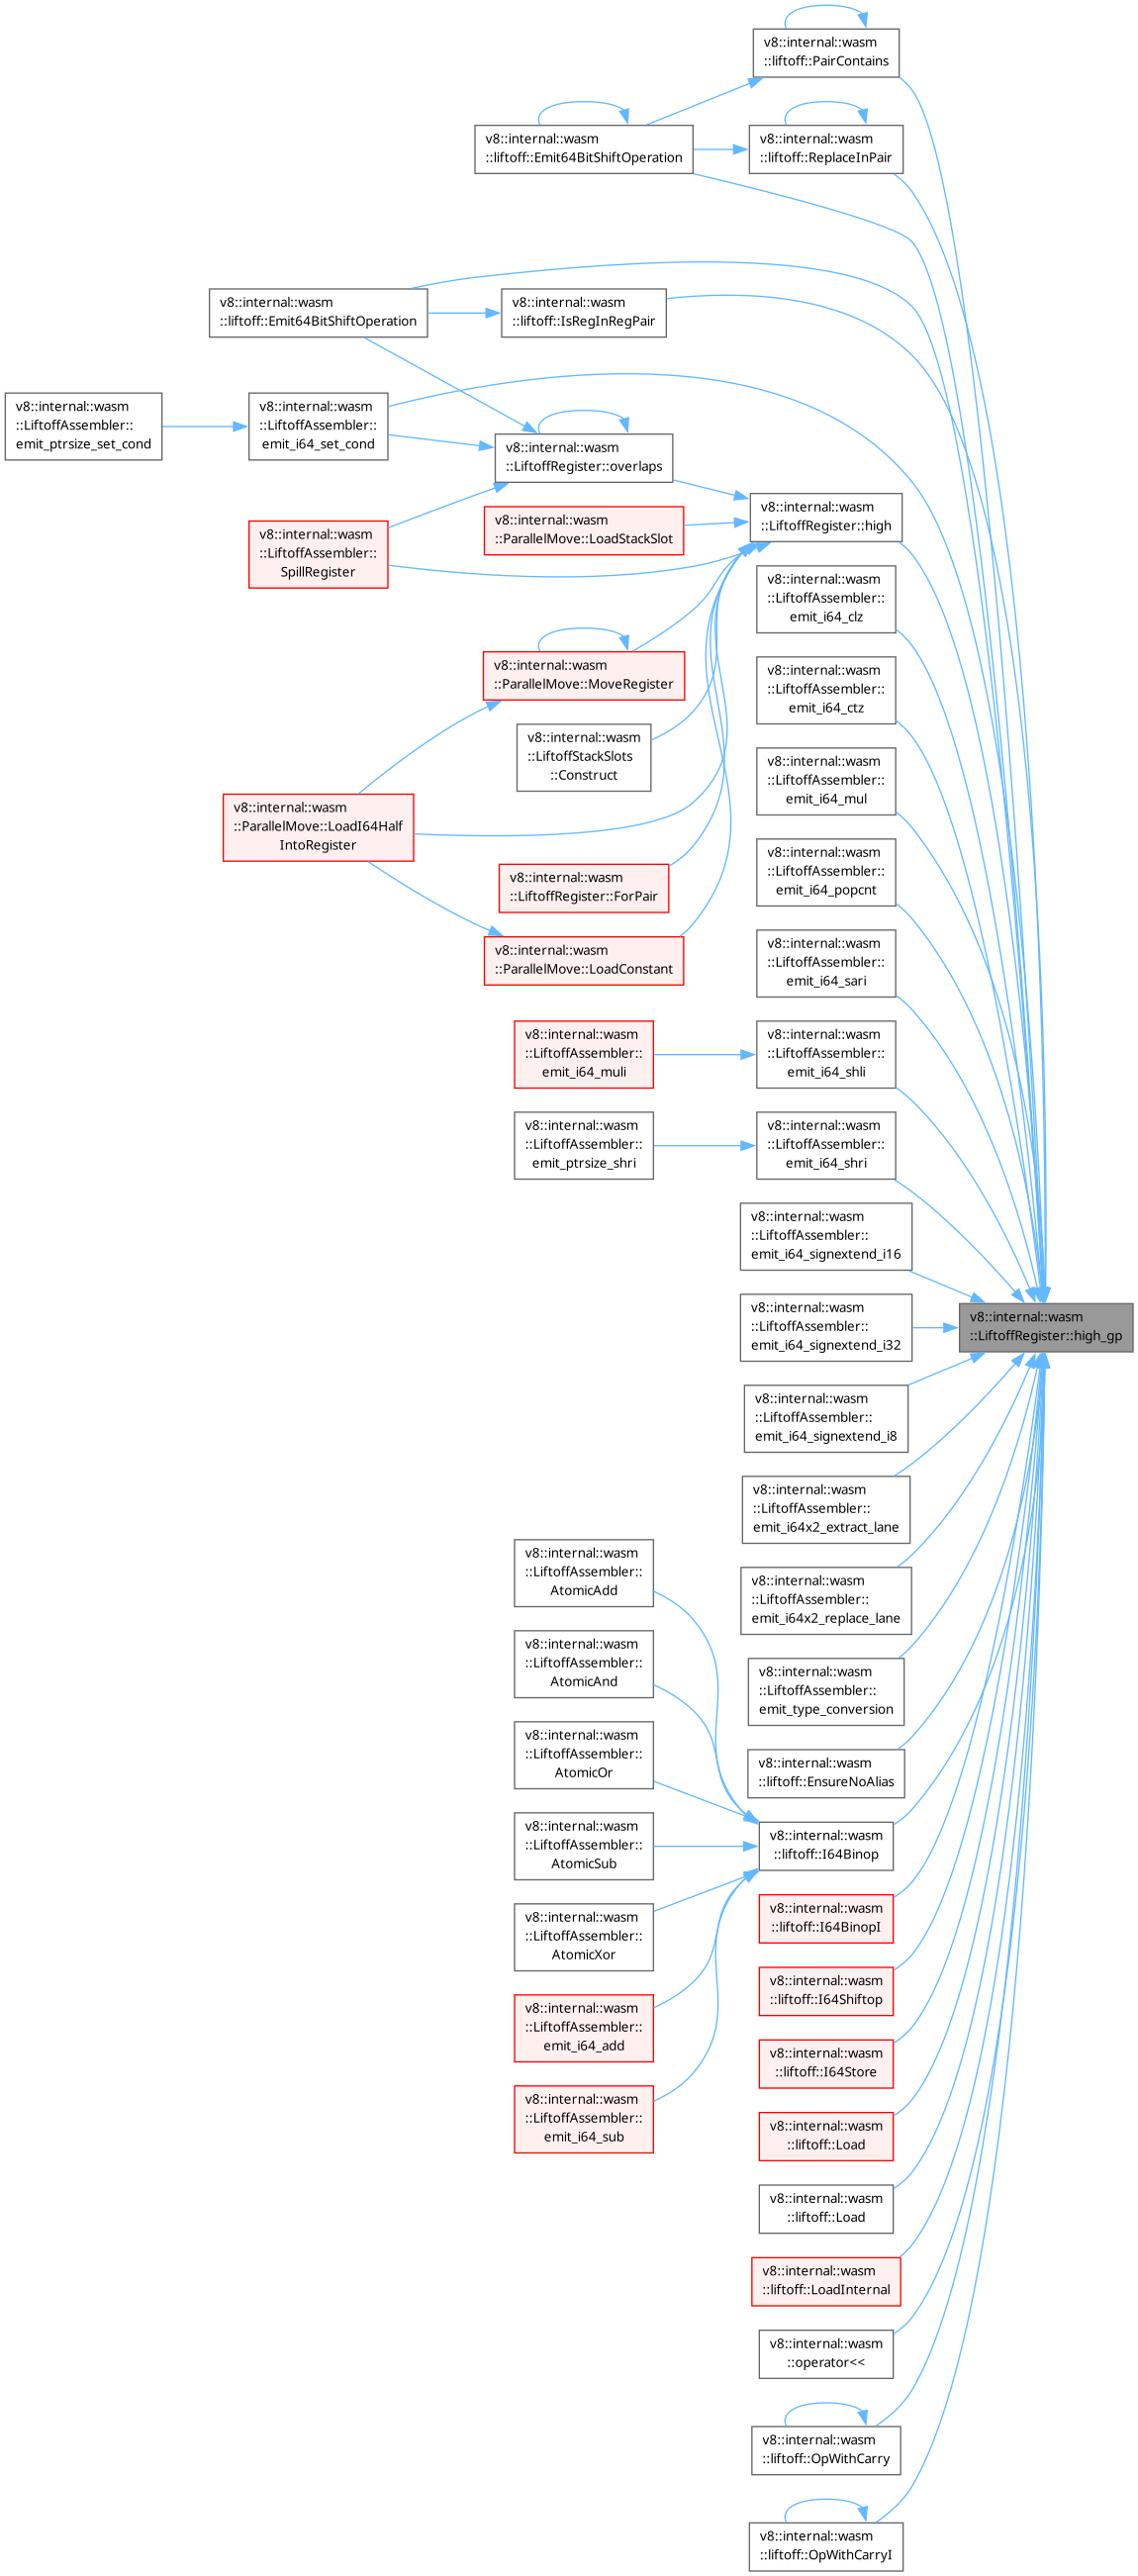 v8::internal::wasm
::liftoff::PairContains
v8::internal::wasm
::liftoff::Emit64BitShiftOperation
v8::internal::wasm
::liftoff::ReplaceInPair
v8::internal::wasm
::liftoff::Emit64BitShiftOperation
v8::internal::wasm
::liftoff::IsRegInRegPair
v8::internal::wasm
::LiftoffAssembler::
emit_ptrsize_set_cond
v8::internal::wasm
::LiftoffAssembler::
emit_i64_set_cond
v8::internal::wasm
::LiftoffRegister::overlaps
v8::internal::wasm
::LiftoffRegister::high
v8::internal::wasm
::LiftoffAssembler::
SpillRegister
v8::internal::wasm
::ParallelMove::LoadStackSlot
v8::internal::wasm
::LiftoffAssembler::
emit_i64_clz
v8::internal::wasm
::ParallelMove::MoveRegister
v8::internal::wasm
::LiftoffAssembler::
emit_i64_ctz
v8::internal::wasm
::LiftoffStackSlots
::Construct
v8::internal::wasm
::LiftoffAssembler::
emit_i64_mul
v8::internal::wasm
::ParallelMove::LoadI64Half
IntoRegister
v8::internal::wasm
::LiftoffRegister::ForPair
v8::internal::wasm
::LiftoffAssembler::
emit_i64_popcnt
v8::internal::wasm
::ParallelMove::LoadConstant
v8::internal::wasm
::LiftoffAssembler::
emit_i64_sari
v8::internal::wasm
::LiftoffAssembler::
emit_i64_muli
v8::internal::wasm
::LiftoffAssembler::
emit_i64_shli
v8::internal::wasm
::LiftoffAssembler::
emit_ptrsize_shri
v8::internal::wasm
::LiftoffAssembler::
emit_i64_shri
v8::internal::wasm
::LiftoffAssembler::
emit_i64_signextend_i16
v8::internal::wasm
::LiftoffAssembler::
emit_i64_signextend_i32
v8::internal::wasm
::LiftoffRegister::high_gp
v8::internal::wasm
::LiftoffAssembler::
emit_i64_signextend_i8
v8::internal::wasm
::LiftoffAssembler::
emit_i64x2_extract_lane
v8::internal::wasm
::LiftoffAssembler::
emit_i64x2_replace_lane
v8::internal::wasm
::LiftoffAssembler::
emit_type_conversion
v8::internal::wasm
::liftoff::EnsureNoAlias
v8::internal::wasm
::LiftoffAssembler::
AtomicAdd
v8::internal::wasm
::LiftoffAssembler::
AtomicAnd
v8::internal::wasm
::LiftoffAssembler::
AtomicOr
v8::internal::wasm
::LiftoffAssembler::
AtomicSub
v8::internal::wasm
::liftoff::I64Binop
v8::internal::wasm
::LiftoffAssembler::
AtomicXor
v8::internal::wasm
::liftoff::I64BinopI
v8::internal::wasm
::liftoff::I64Shiftop
v8::internal::wasm
::LiftoffAssembler::
emit_i64_add
v8::internal::wasm
::liftoff::I64Store
v8::internal::wasm
::LiftoffAssembler::
emit_i64_sub
v8::internal::wasm
::liftoff::Load
v8::internal::wasm
::liftoff::Load
v8::internal::wasm
::liftoff::LoadInternal
v8::internal::wasm
::operator<<
v8::internal::wasm
::liftoff::OpWithCarry
v8::internal::wasm
::liftoff::OpWithCarryI